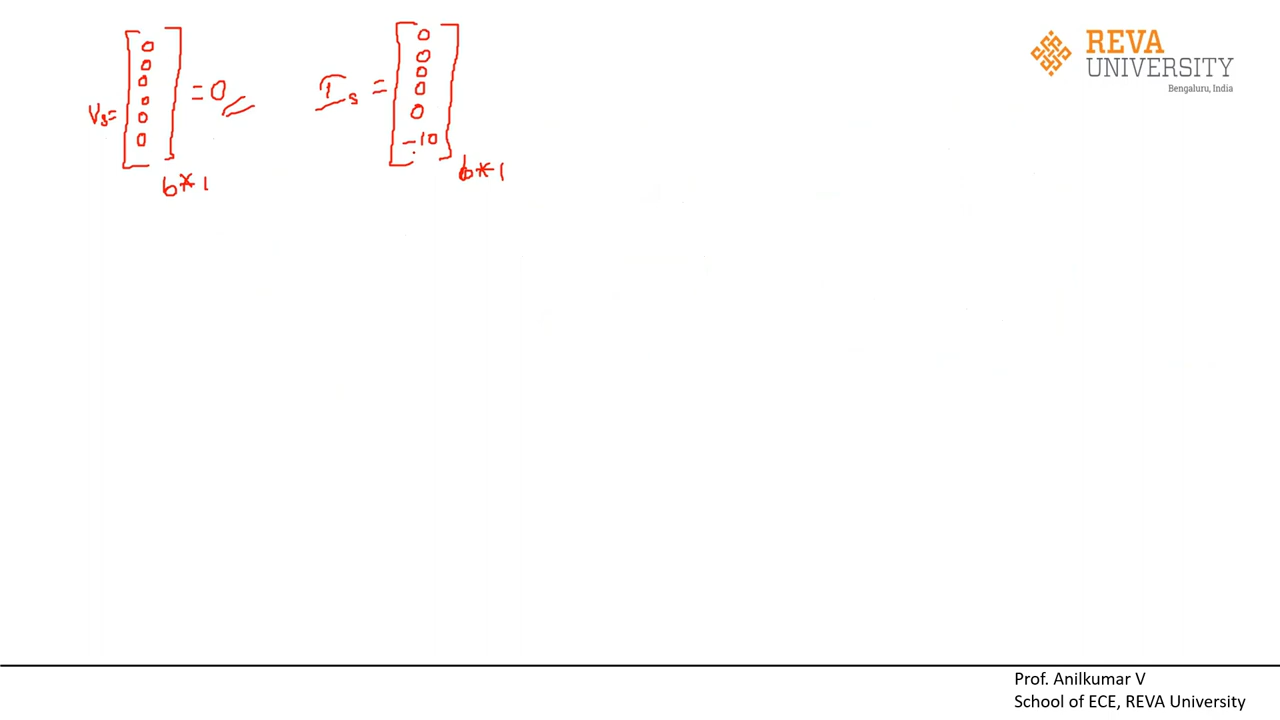 Vs= [ 0 0 0 0 0 0 ] = 0
6*1
Is = [ 0 0 0 0 0 -10 ]
6*1
REVA
UNIVERSITY
Bengaluru, India
Prof. Anilkumar V
School of ECE, REVA University